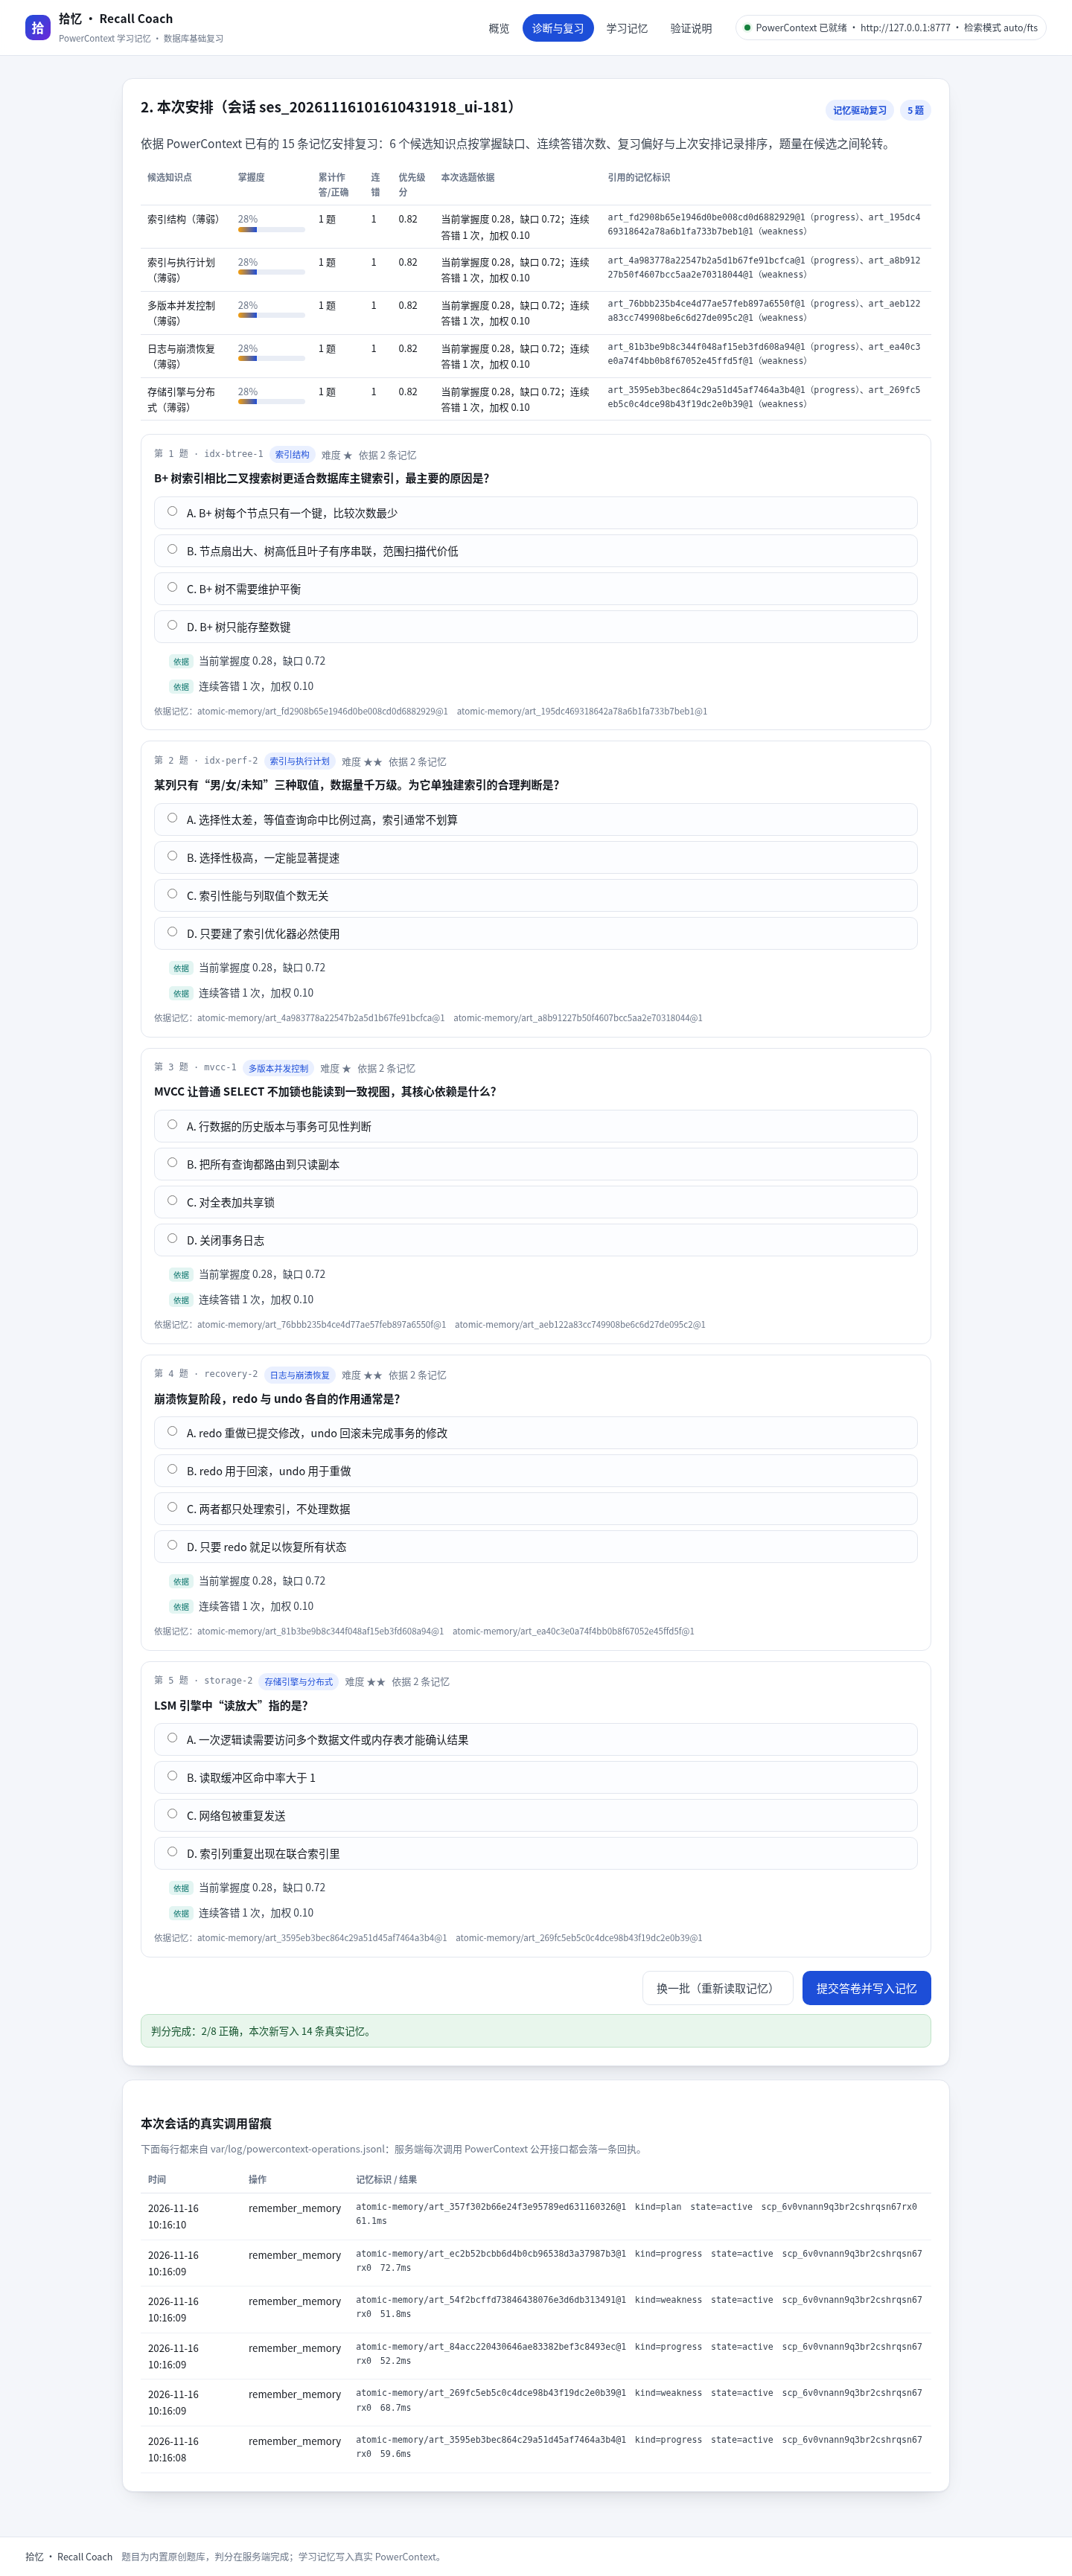 拾
拾忆 · Recall Coach
PowerContext 学习记忆 · 数据库基础复习
概览
诊断与复习
学习记忆
验证说明
PowerContext 已就绪 · http://127.0.0.1:8777 · 检索模式 auto/fts
2. 本次安排（会话 ses_20261116101610431918_ui-181）
记忆驱动复习
5 题
依据 PowerContext 已有的 15 条记忆安排复习：6 个候选知识点按掌握缺口、连续答错次数、复习偏好与上次安排记录排序，题量在候选之间轮转。
候选知识点 掌握度 累计作答/正确 连错 优先级分 本次选题依据 引用的记忆标识
索引结构（薄弱） 28% 1 题 1 0.82 当前掌握度 0.28，缺口 0.72；连续答错 1 次，加权 0.10 art_fd2908b65e1946d0be008cd0d6882929@1（progress）、art_195dc469318642a78a6b1fa733b7beb1@1（weakness）
索引与执行计划（薄弱） 28% 1 题 1 0.82 当前掌握度 0.28，缺口 0.72；连续答错 1 次，加权 0.10 art_4a983778a22547b2a5d1b67fe91bcfca@1（progress）、art_a8b91227b50f4607bcc5aa2e70318044@1（weakness）
多版本并发控制（薄弱） 28% 1 题 1 0.82 当前掌握度 0.28，缺口 0.72；连续答错 1 次，加权 0.10 art_76bbb235b4ce4d77ae57feb897a6550f@1（progress）、art_aeb122a83cc749908be6c6d27de095c2@1（weakness）
日志与崩溃恢复（薄弱） 28% 1 题 1 0.82 当前掌握度 0.28，缺口 0.72；连续答错 1 次，加权 0.10 art_81b3be9b8c344f048af15eb3fd608a94@1（progress）、art_ea40c3e0a74f4bb0b8f67052e45ffd5f@1（weakness）
存储引擎与分布式（薄弱） 28% 1 题 1 0.82 当前掌握度 0.28，缺口 0.72；连续答错 1 次，加权 0.10 art_3595eb3bec864c29a51d45af7464a3b4@1（progress）、art_269fc5eb5c0c4dce98b43f19dc2e0b39@1（weakness）
第 1 题 · idx-btree-1 索引结构 难度 ★ 依据 2 条记忆
B+ 树索引相比二叉搜索树更适合数据库主键索引，最主要的原因是？
A. B+ 树每个节点只有一个键，比较次数最少
B. 节点扇出大、树高低且叶子有序串联，范围扫描代价低
C. B+ 树不需要维护平衡
D. B+ 树只能存整数键
依据 当前掌握度 0.28，缺口 0.72
依据 连续答错 1 次，加权 0.10
依据记忆：atomic-memory/art_fd2908b65e1946d0be008cd0d6882929@1 atomic-memory/art_195dc469318642a78a6b1fa733b7beb1@1
第 2 题 · idx-perf-2 索引与执行计划 难度 ★★ 依据 2 条记忆
某列只有“男/女/未知”三种取值，数据量千万级。为它单独建索引的合理判断是？
A. 选择性太差，等值查询命中比例过高，索引通常不划算
B. 选择性极高，一定能显著提速
C. 索引性能与列取值个数无关
D. 只要建了索引优化器必然使用
依据 当前掌握度 0.28，缺口 0.72
依据 连续答错 1 次，加权 0.10
依据记忆：atomic-memory/art_4a983778a22547b2a5d1b67fe91bcfca@1 atomic-memory/art_a8b91227b50f4607bcc5aa2e70318044@1
第 3 题 · mvcc-1 多版本并发控制 难度 ★ 依据 2 条记忆
MVCC 让普通 SELECT 不加锁也能读到一致视图，其核心依赖是什么？
A. 行数据的历史版本与事务可见性判断
B. 把所有查询都路由到只读副本
C. 对全表加共享锁
D. 关闭事务日志
依据 当前掌握度 0.28，缺口 0.72
依据 连续答错 1 次，加权 0.10
依据记忆：atomic-memory/art_76bbb235b4ce4d77ae57feb897a6550f@1 atomic-memory/art_aeb122a83cc749908be6c6d27de095c2@1
第 4 题 · recovery-2 日志与崩溃恢复 难度 ★★ 依据 2 条记忆
崩溃恢复阶段，redo 与 undo 各自的作用通常是？
A. redo 重做已提交修改，undo 回滚未完成事务的修改
B. redo 用于回滚，undo 用于重做
C. 两者都只处理索引，不处理数据
D. 只要 redo 就足以恢复所有状态
依据 当前掌握度 0.28，缺口 0.72
依据 连续答错 1 次，加权 0.10
依据记忆：atomic-memory/art_81b3be9b8c344f048af15eb3fd608a94@1 atomic-memory/art_ea40c3e0a74f4bb0b8f67052e45ffd5f@1
第 5 题 · storage-2 存储引擎与分布式 难度 ★★ 依据 2 条记忆
LSM 引擎中“读放大”指的是？
A. 一次逻辑读需要访问多个数据文件或内存表才能确认结果
B. 读取缓冲区命中率大于 1
C. 网络包被重复发送
D. 索引列重复出现在联合索引里
依据 当前掌握度 0.28，缺口 0.72
依据 连续答错 1 次，加权 0.10
依据记忆：atomic-memory/art_3595eb3bec864c29a51d45af7464a3b4@1 atomic-memory/art_269fc5eb5c0c4dce98b43f19dc2e0b39@1
换一批（重新读取记忆）
提交答卷并写入记忆
判分完成：2/8 正确，本次新写入 14 条真实记忆。
本次会话的真实调用留痕
下面每行都来自 var/log/powercontext-operations.jsonl：服务端每次调用 PowerContext 公开接口都会落一条回执。
时间 操作 记忆标识 / 结果
2026-11-16 10:16:10 remember_memory atomic-memory/art_357f302b66e24f3e95789ed631160326@1 kind=plan state=active scp_6v0vnann9q3br2cshrqsn67rx0 61.1ms
2026-11-16 10:16:09 remember_memory atomic-memory/art_ec2b52bcbb6d4b0cb96538d3a37987b3@1 kind=progress state=active scp_6v0vnann9q3br2cshrqsn67rx0 72.7ms
2026-11-16 10:16:09 remember_memory atomic-memory/art_54f2bcffd73846438076e3d6db313491@1 kind=weakness state=active scp_6v0vnann9q3br2cshrqsn67rx0 51.8ms
2026-11-16 10:16:09 remember_memory atomic-memory/art_84acc220430646ae83382bef3c8493ec@1 kind=progress state=active scp_6v0vnann9q3br2cshrqsn67rx0 52.2ms
2026-11-16 10:16:09 remember_memory atomic-memory/art_269fc5eb5c0c4dce98b43f19dc2e0b39@1 kind=weakness state=active scp_6v0vnann9q3br2cshrqsn67rx0 68.7ms
2026-11-16 10:16:08 remember_memory atomic-memory/art_3595eb3bec864c29a51d45af7464a3b4@1 kind=progress state=active scp_6v0vnann9q3br2cshrqsn67rx0 59.6ms
拾忆 · Recall Coach 题目为内置原创题库，判分在服务端完成；学习记忆写入真实 PowerContext。